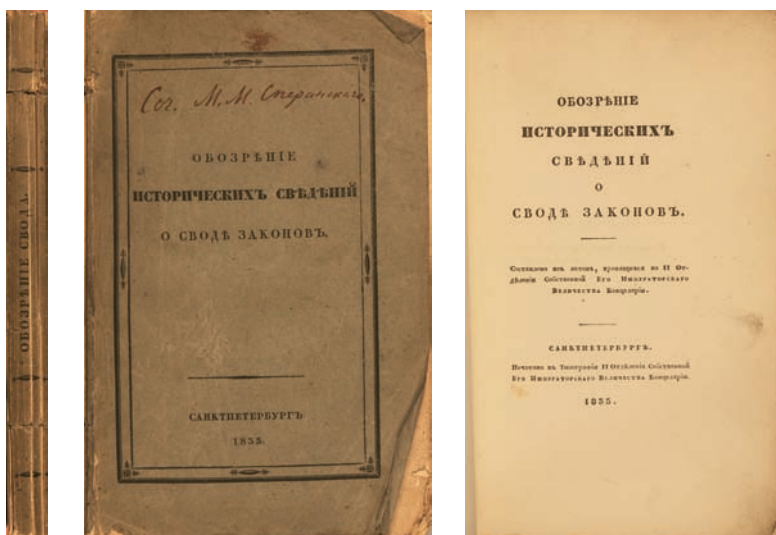 ОБОЗРѢНІЕ СВОДА.
Соч. М. М. Сперанскаго.
ОБОЗРѢНІЕ
ИСТОРИЧЕСКИХЪ СВѢДѢНІЙ
О СВОДѢ ЗАКОНОВЪ.
САНКТПЕТЕРБУРГЪ
1833.
ОБОЗРѢНІЕ
ИСТОРИЧЕСКИХЪ
СВѢДѢНІЙ
О
СВОДѢ ЗАКОНОВЪ.
Составлено изъ актовъ, хранящихся во II От-
дѣленіи Собственной Его Императорскаго
Величества Канцеляріи.
САНКТПЕТЕРБУРГЪ.
Печатано въ Типографіи II Отдѣленія Собственной
Его Императорскаго Величества Канцеляріи.
1833.